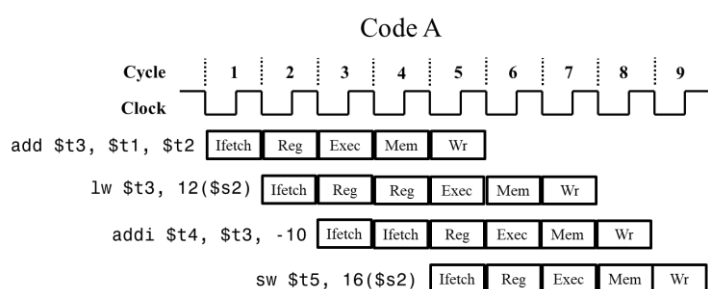 Code A
Cycle 1 2 3 4 5 6 7 8 9
Clock
add $t3, $t1, $t2 Ifetch Reg Exec Mem Wr
lw $t3, 12($s2) Ifetch Reg Reg Exec Mem Wr
addi $t4, $t3, -10 Ifetch Ifetch Reg Exec Mem Wr
sw $t5, 16($s2) Ifetch Reg Exec Mem Wr